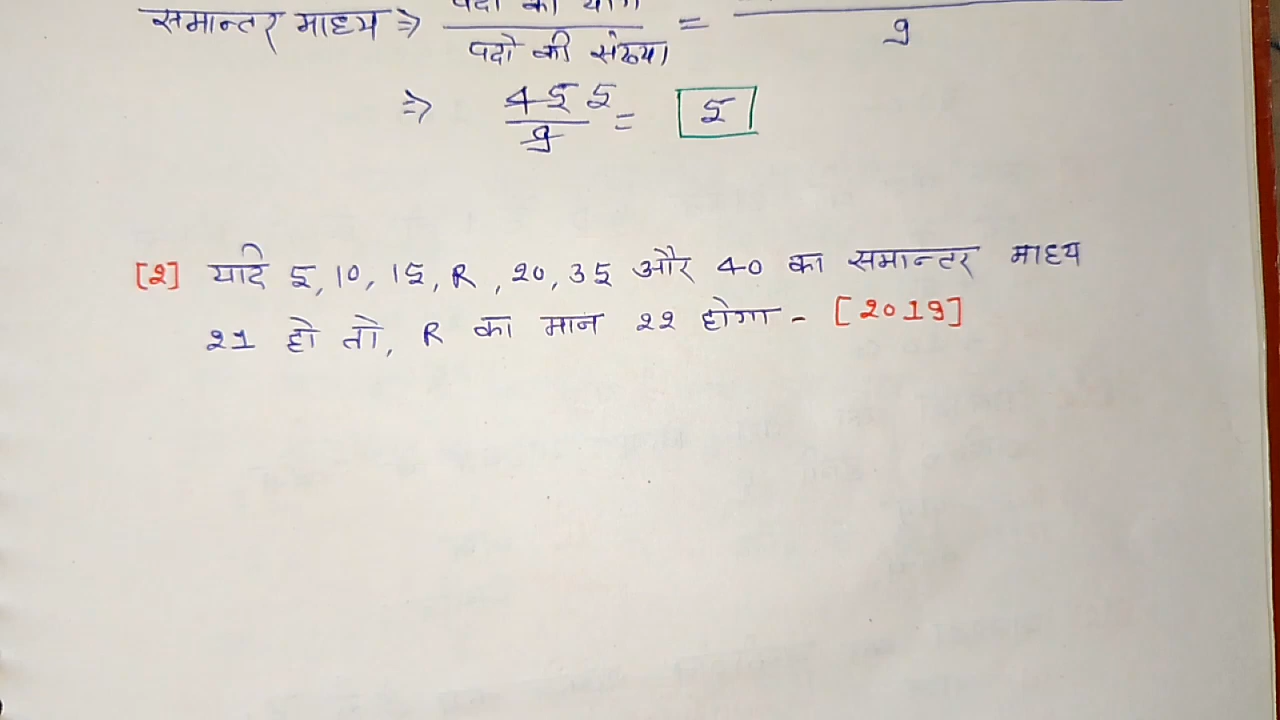 समान्तर माध्य ⇒ पदों का योग / पदो की संख्या = / 9
⇒ 45 / 9 = 5 5
[2] यदि 5, 10, 15, R, 20, 35 और 40 का समान्तर माध्य
21 हो तो, R का मान 22 होगा - [2019]